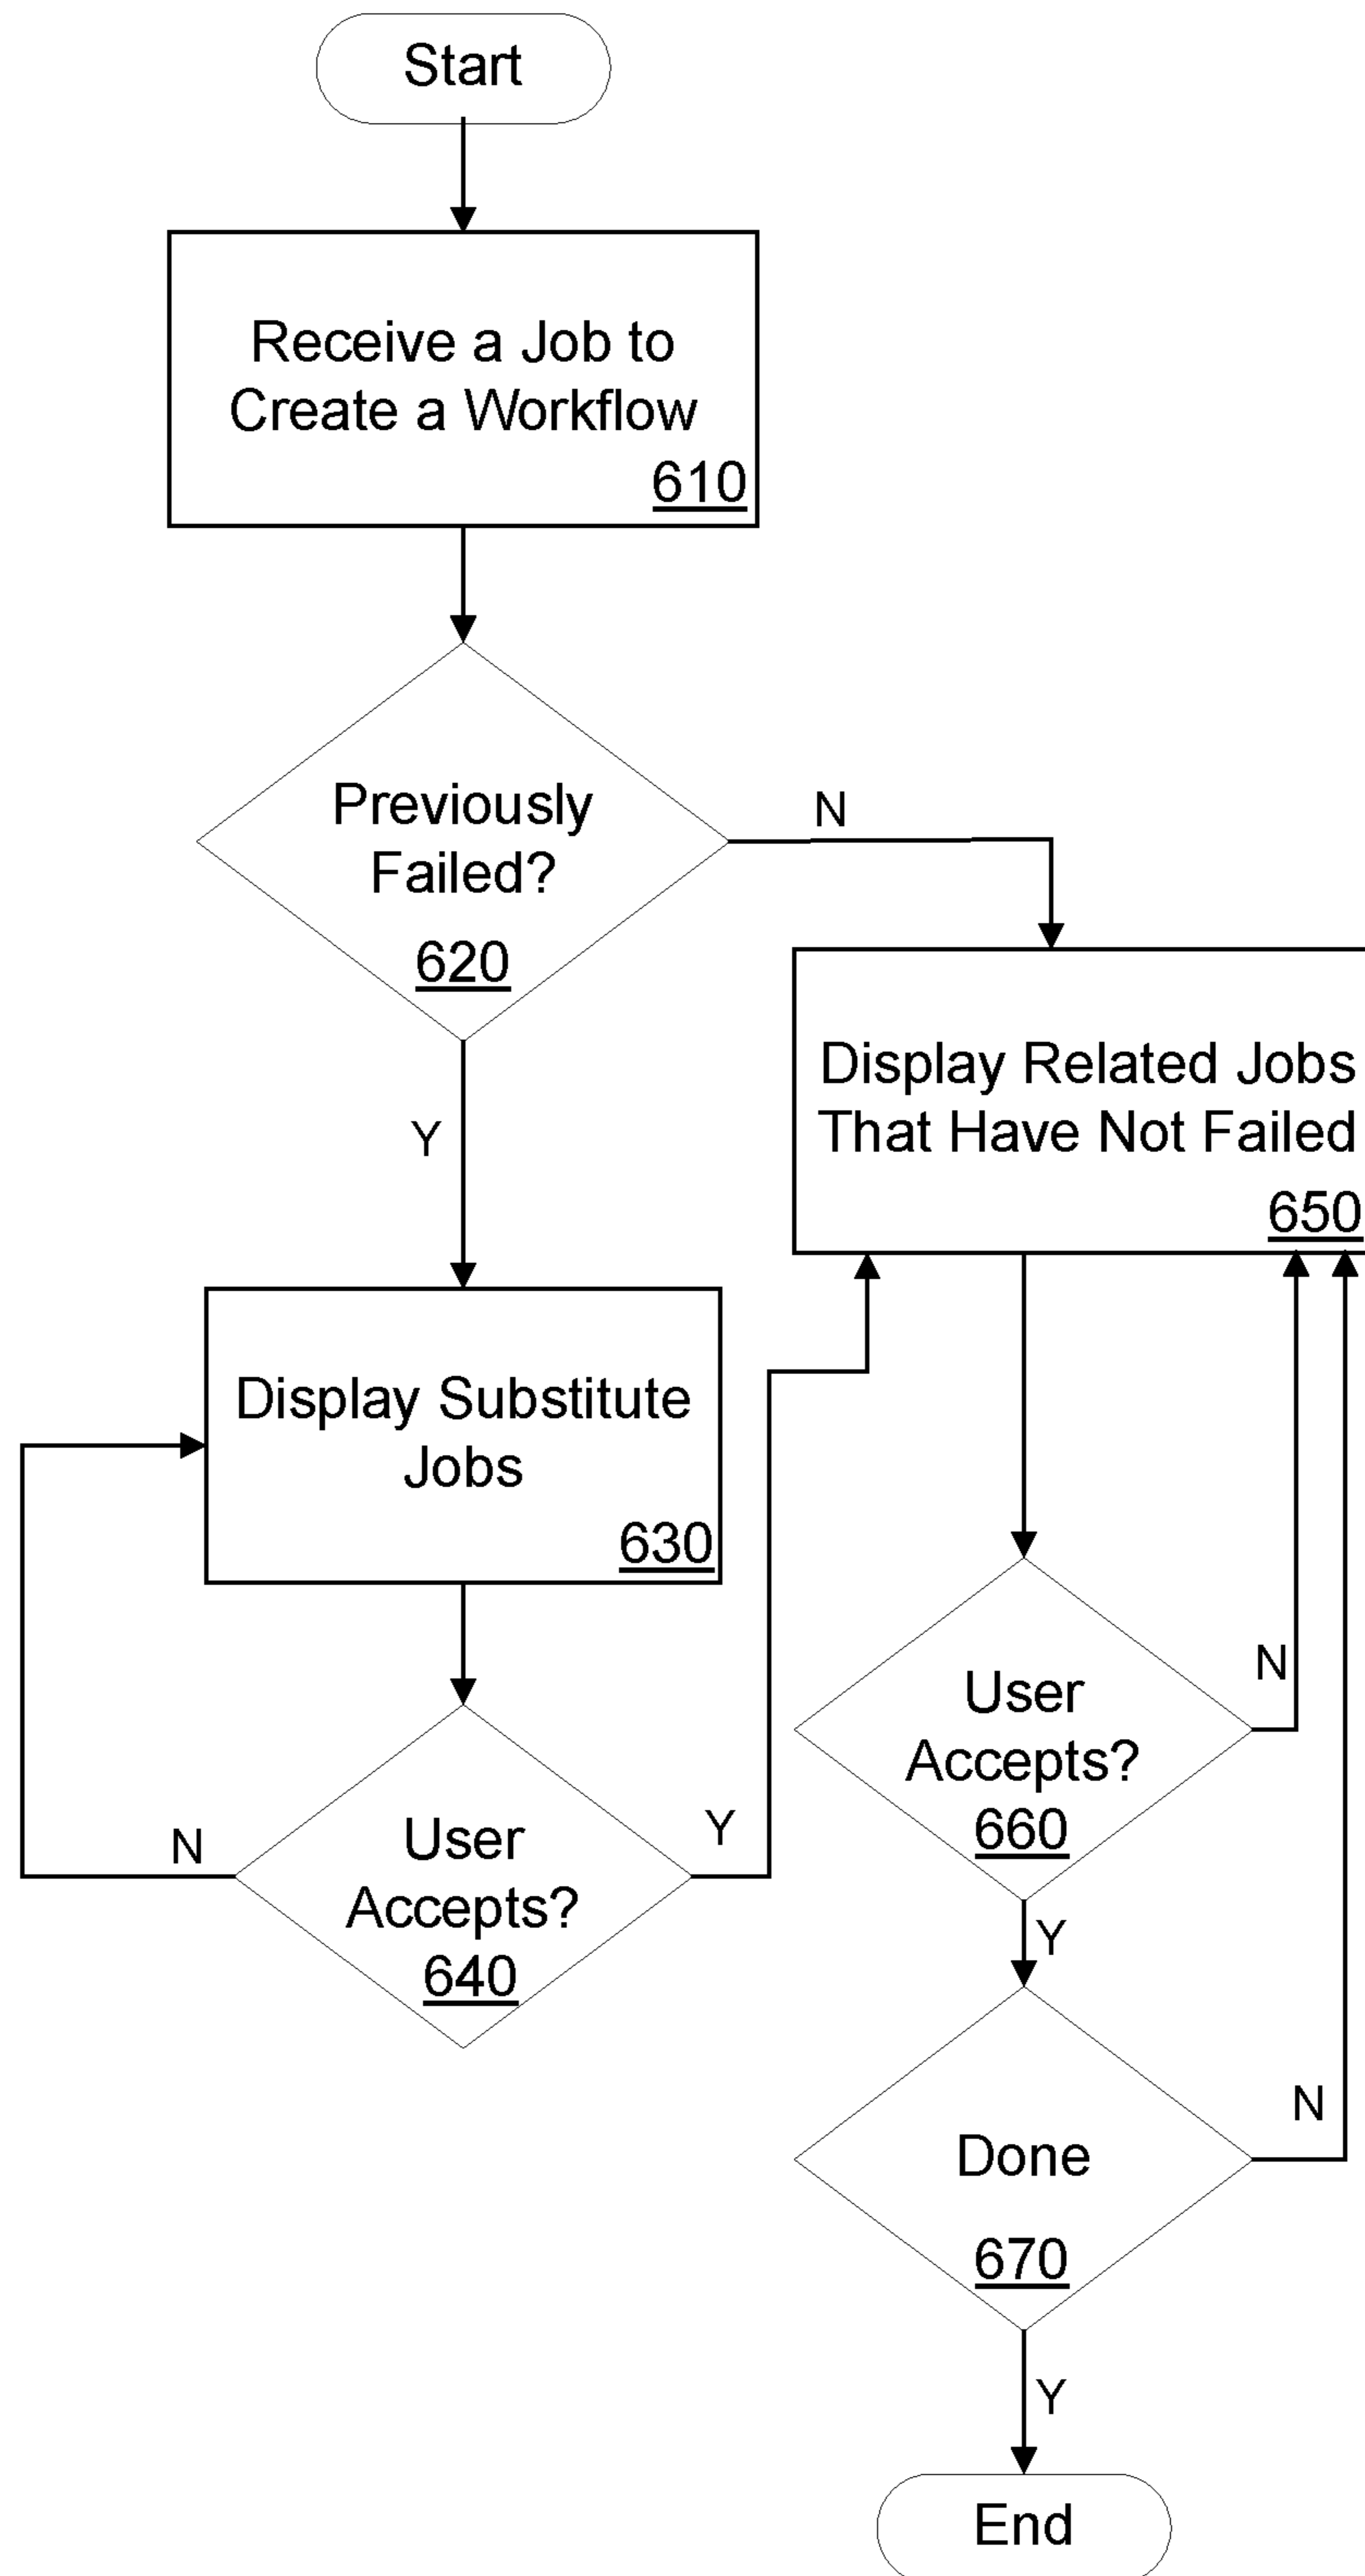 Start
Receive a Job to
Create a Workflow
610
Previously
Failed?
620
N
Y
Display Related Jobs
That Have Not Failed
650
Display Substitute
Jobs
630
User
Accepts?
640
N
Y
User
Accepts?
660
N
Y
Done
670
N
Y
End